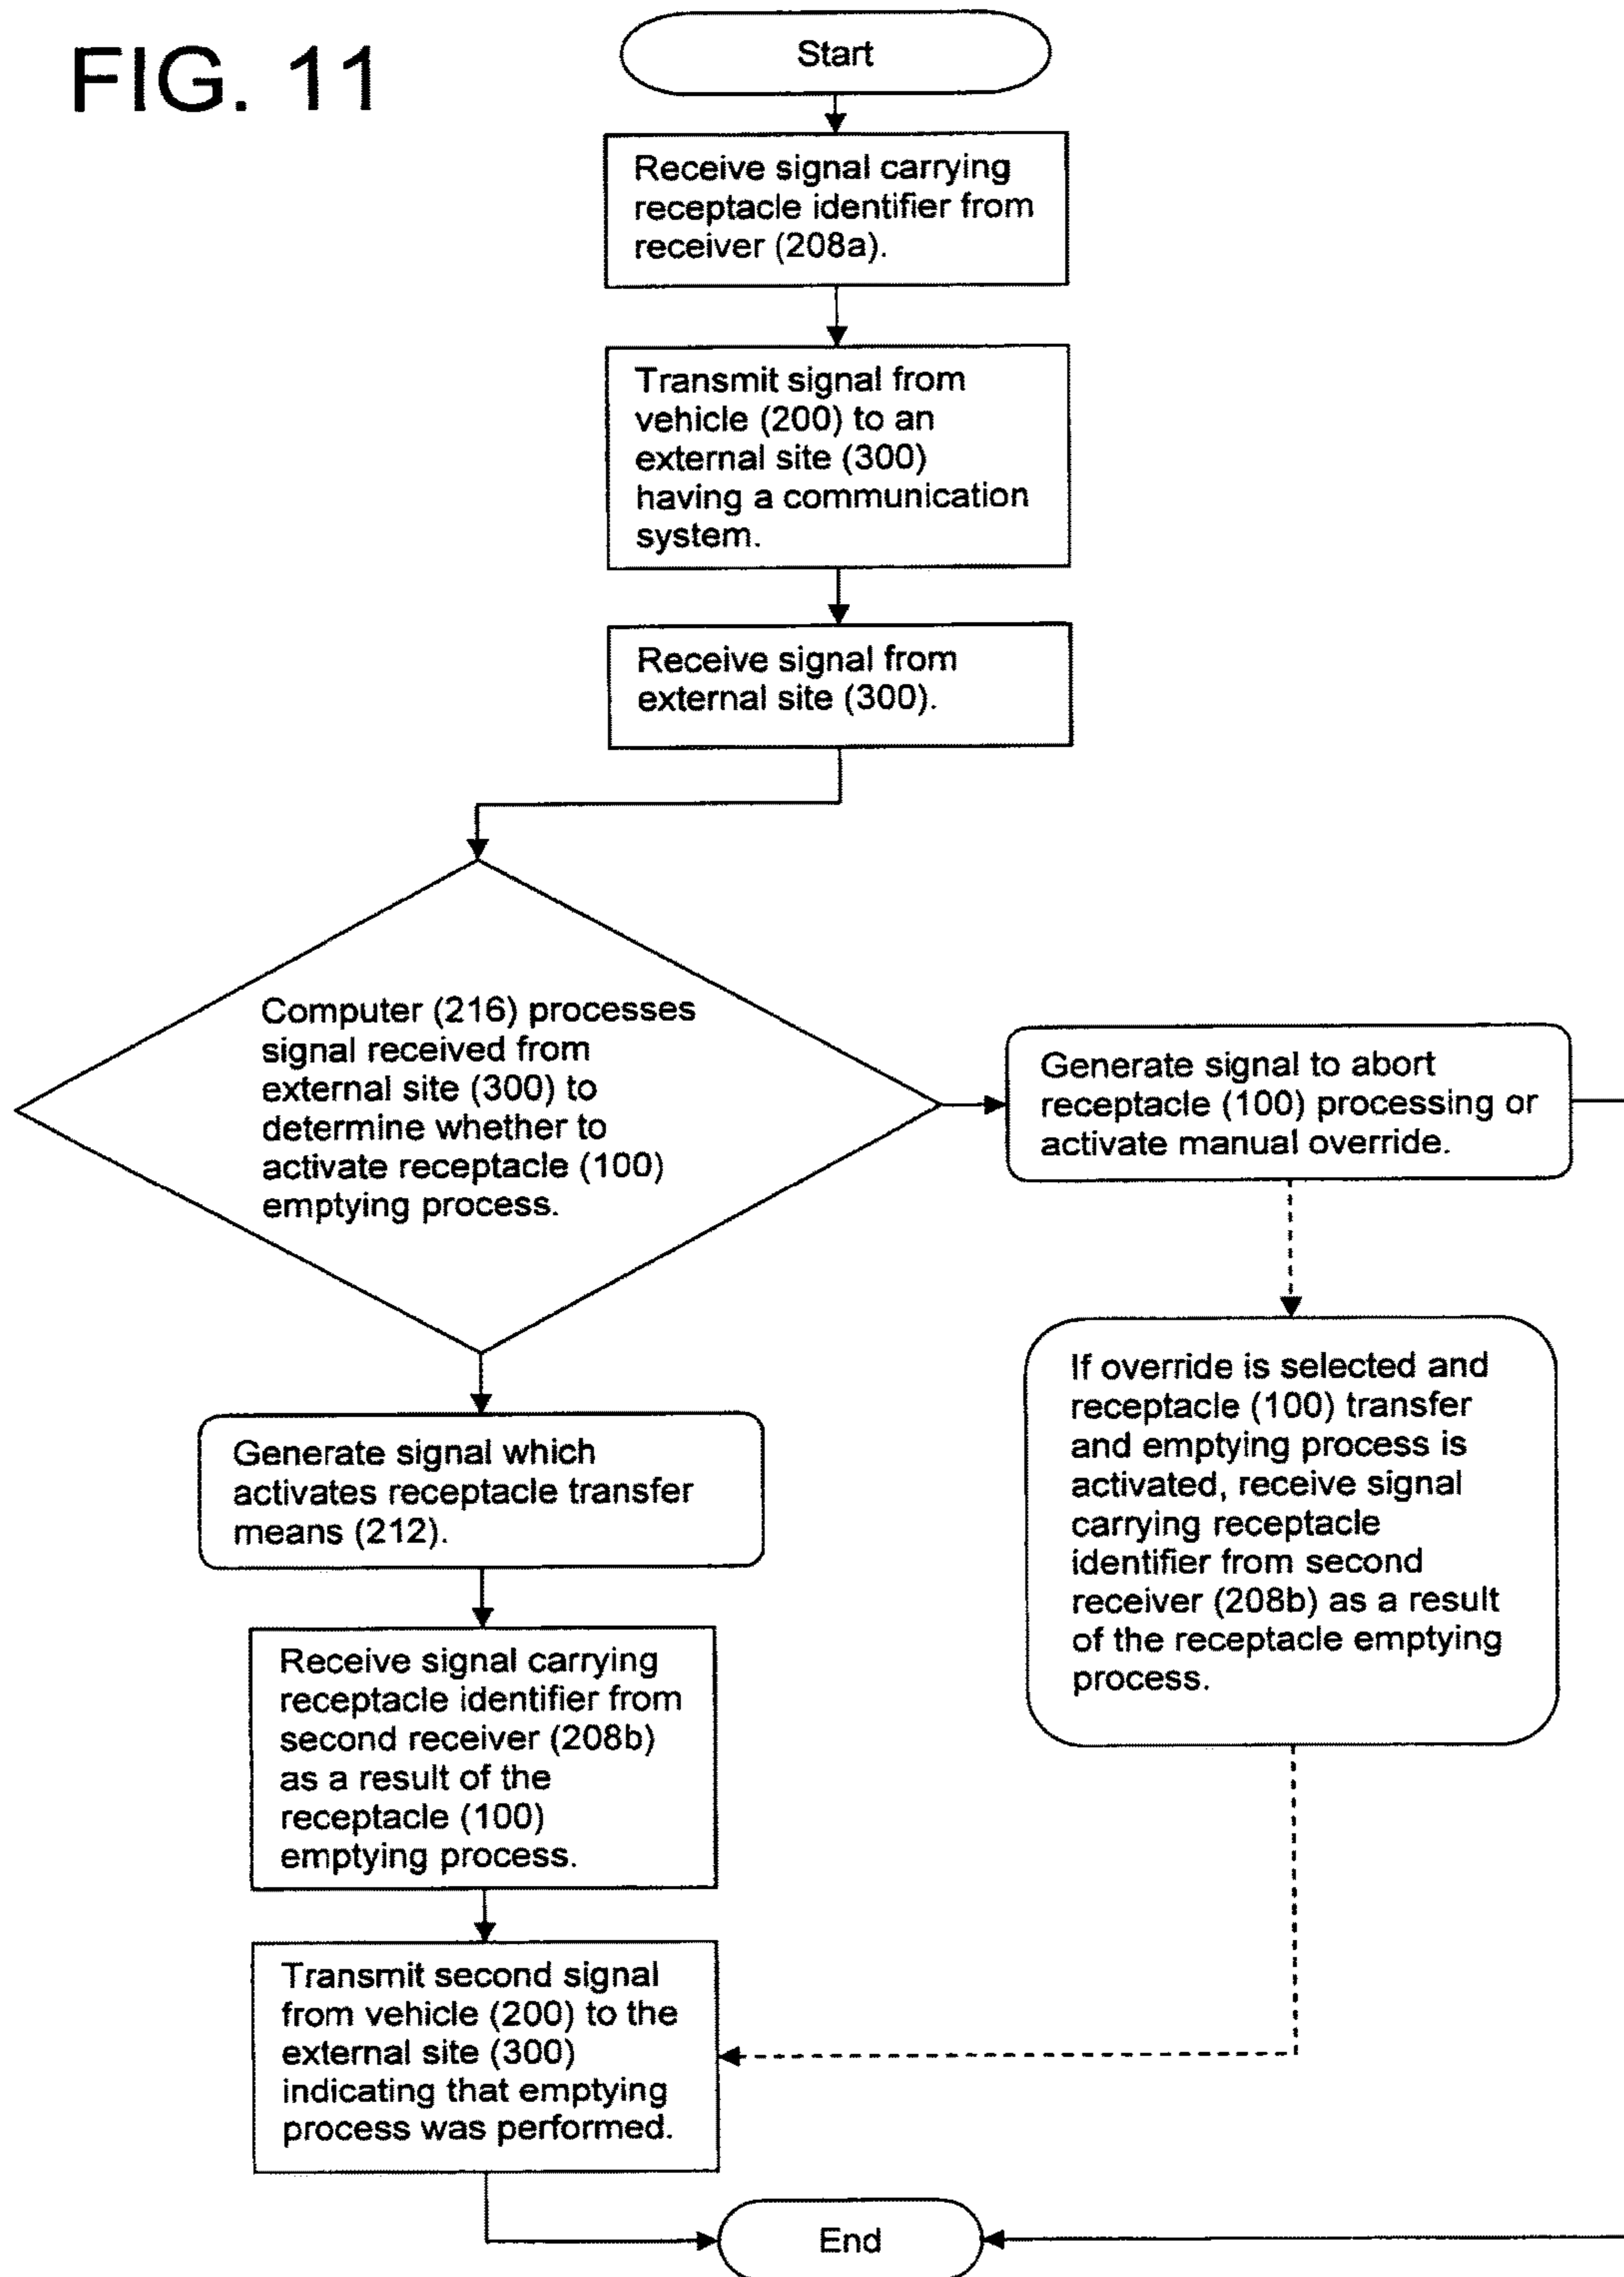 FIG. 11
Start
Receive signal carrying
receptacle identifier from
receiver (208a).
Transmit signal from
vehicle (200) to an
external site (300)
having a communication
system.
Receive signal from
external site (300).
Computer (216) processes
signal received from
external site (300) to
determine whether to
activate receptacle (100)
emptying process.
Generate signal to abort
receptacle (100) processing or
activate manual override.
If override is selected and
receptacle (100) transfer
and emptying process is
activated, receive signal
carrying receptacle
identifier from second
receiver (208b) as a result
of the receptacle emptying
process.
Generate signal which
activates receptacle transfer
means (212).
Receive signal carrying
receptacle identifier from
second receiver (208b)
as a result of the
receptacle (100)
emptying process.
Transmit second signal
from vehicle (200) to the
external site (300)
indicating that emptying
process was performed.
End